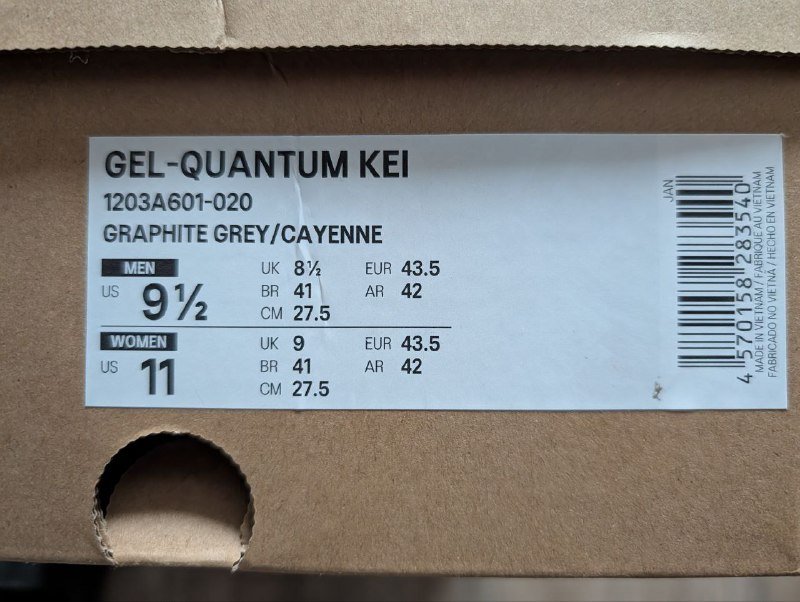 GEL-QUANTUM KEI
1203A601-020
GRAPHITE GREY/CAYENNE
MEN
US 9½
UK 8½ EUR 43.5
BR 41 AR 42
CM 27.5
WOMEN
US 11
UK 9 EUR 43.5
BR 41 AR 42
CM 27.5
JAN
4 570158 283540
MADE IN VIETNAM / FABRIQUÉ AU VIETNAM
FABRICADO NO VIETNÃ / HECHO EN VIETNAM